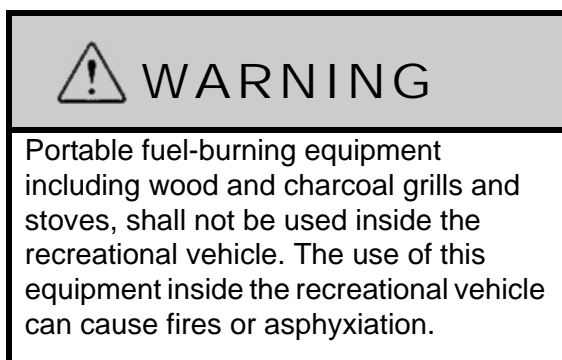 WARNING
Portable fuel-burning equipment
including wood and charcoal grills and
stoves, shall not be used inside the
recreational vehicle. The use of this
equipment inside the recreational vehicle
can cause fires or asphyxiation.